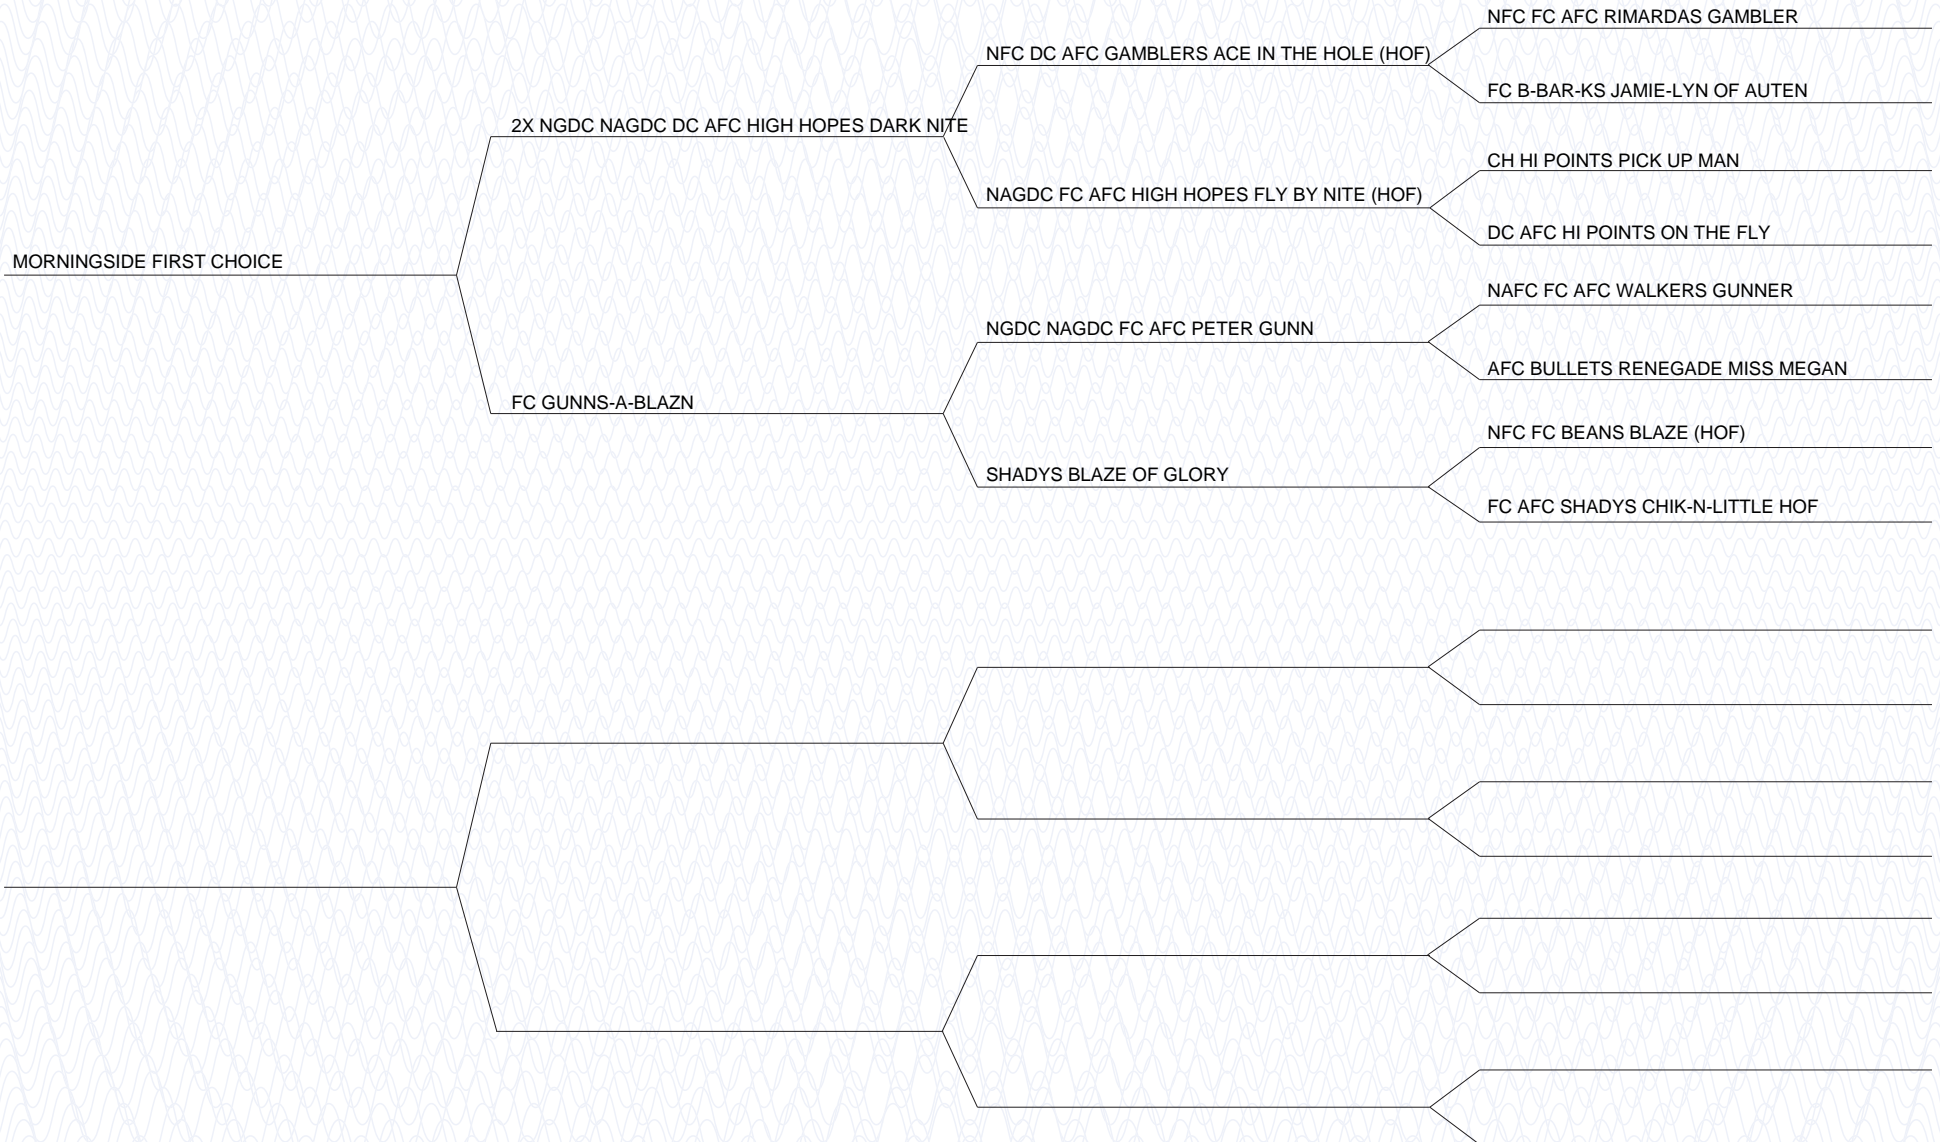 NFC FC AFC RIMARDAS GAMBLER
NFC DC AFC GAMBLERS ACE IN THE HOLE (HOF)
FC B-BAR-KS JAMIE-LYN OF AUTEN
2X NGDC NAGDC DC AFC HIGH HOPES DARK NITE
CH HI POINTS PICK UP MAN
NAGDC FC AFC HIGH HOPES FLY BY NITE (HOF)
DC AFC HI POINTS ON THE FLY
MORNINGSIDE FIRST CHOICE
NAFC FC AFC WALKERS GUNNER
NGDC NAGDC FC AFC PETER GUNN
AFC BULLETS RENEGADE MISS MEGAN
FC GUNNS-A-BLAZN
NFC FC BEANS BLAZE (HOF)
SHADYS BLAZE OF GLORY
FC AFC SHADYS CHIK-N-LITTLE HOF